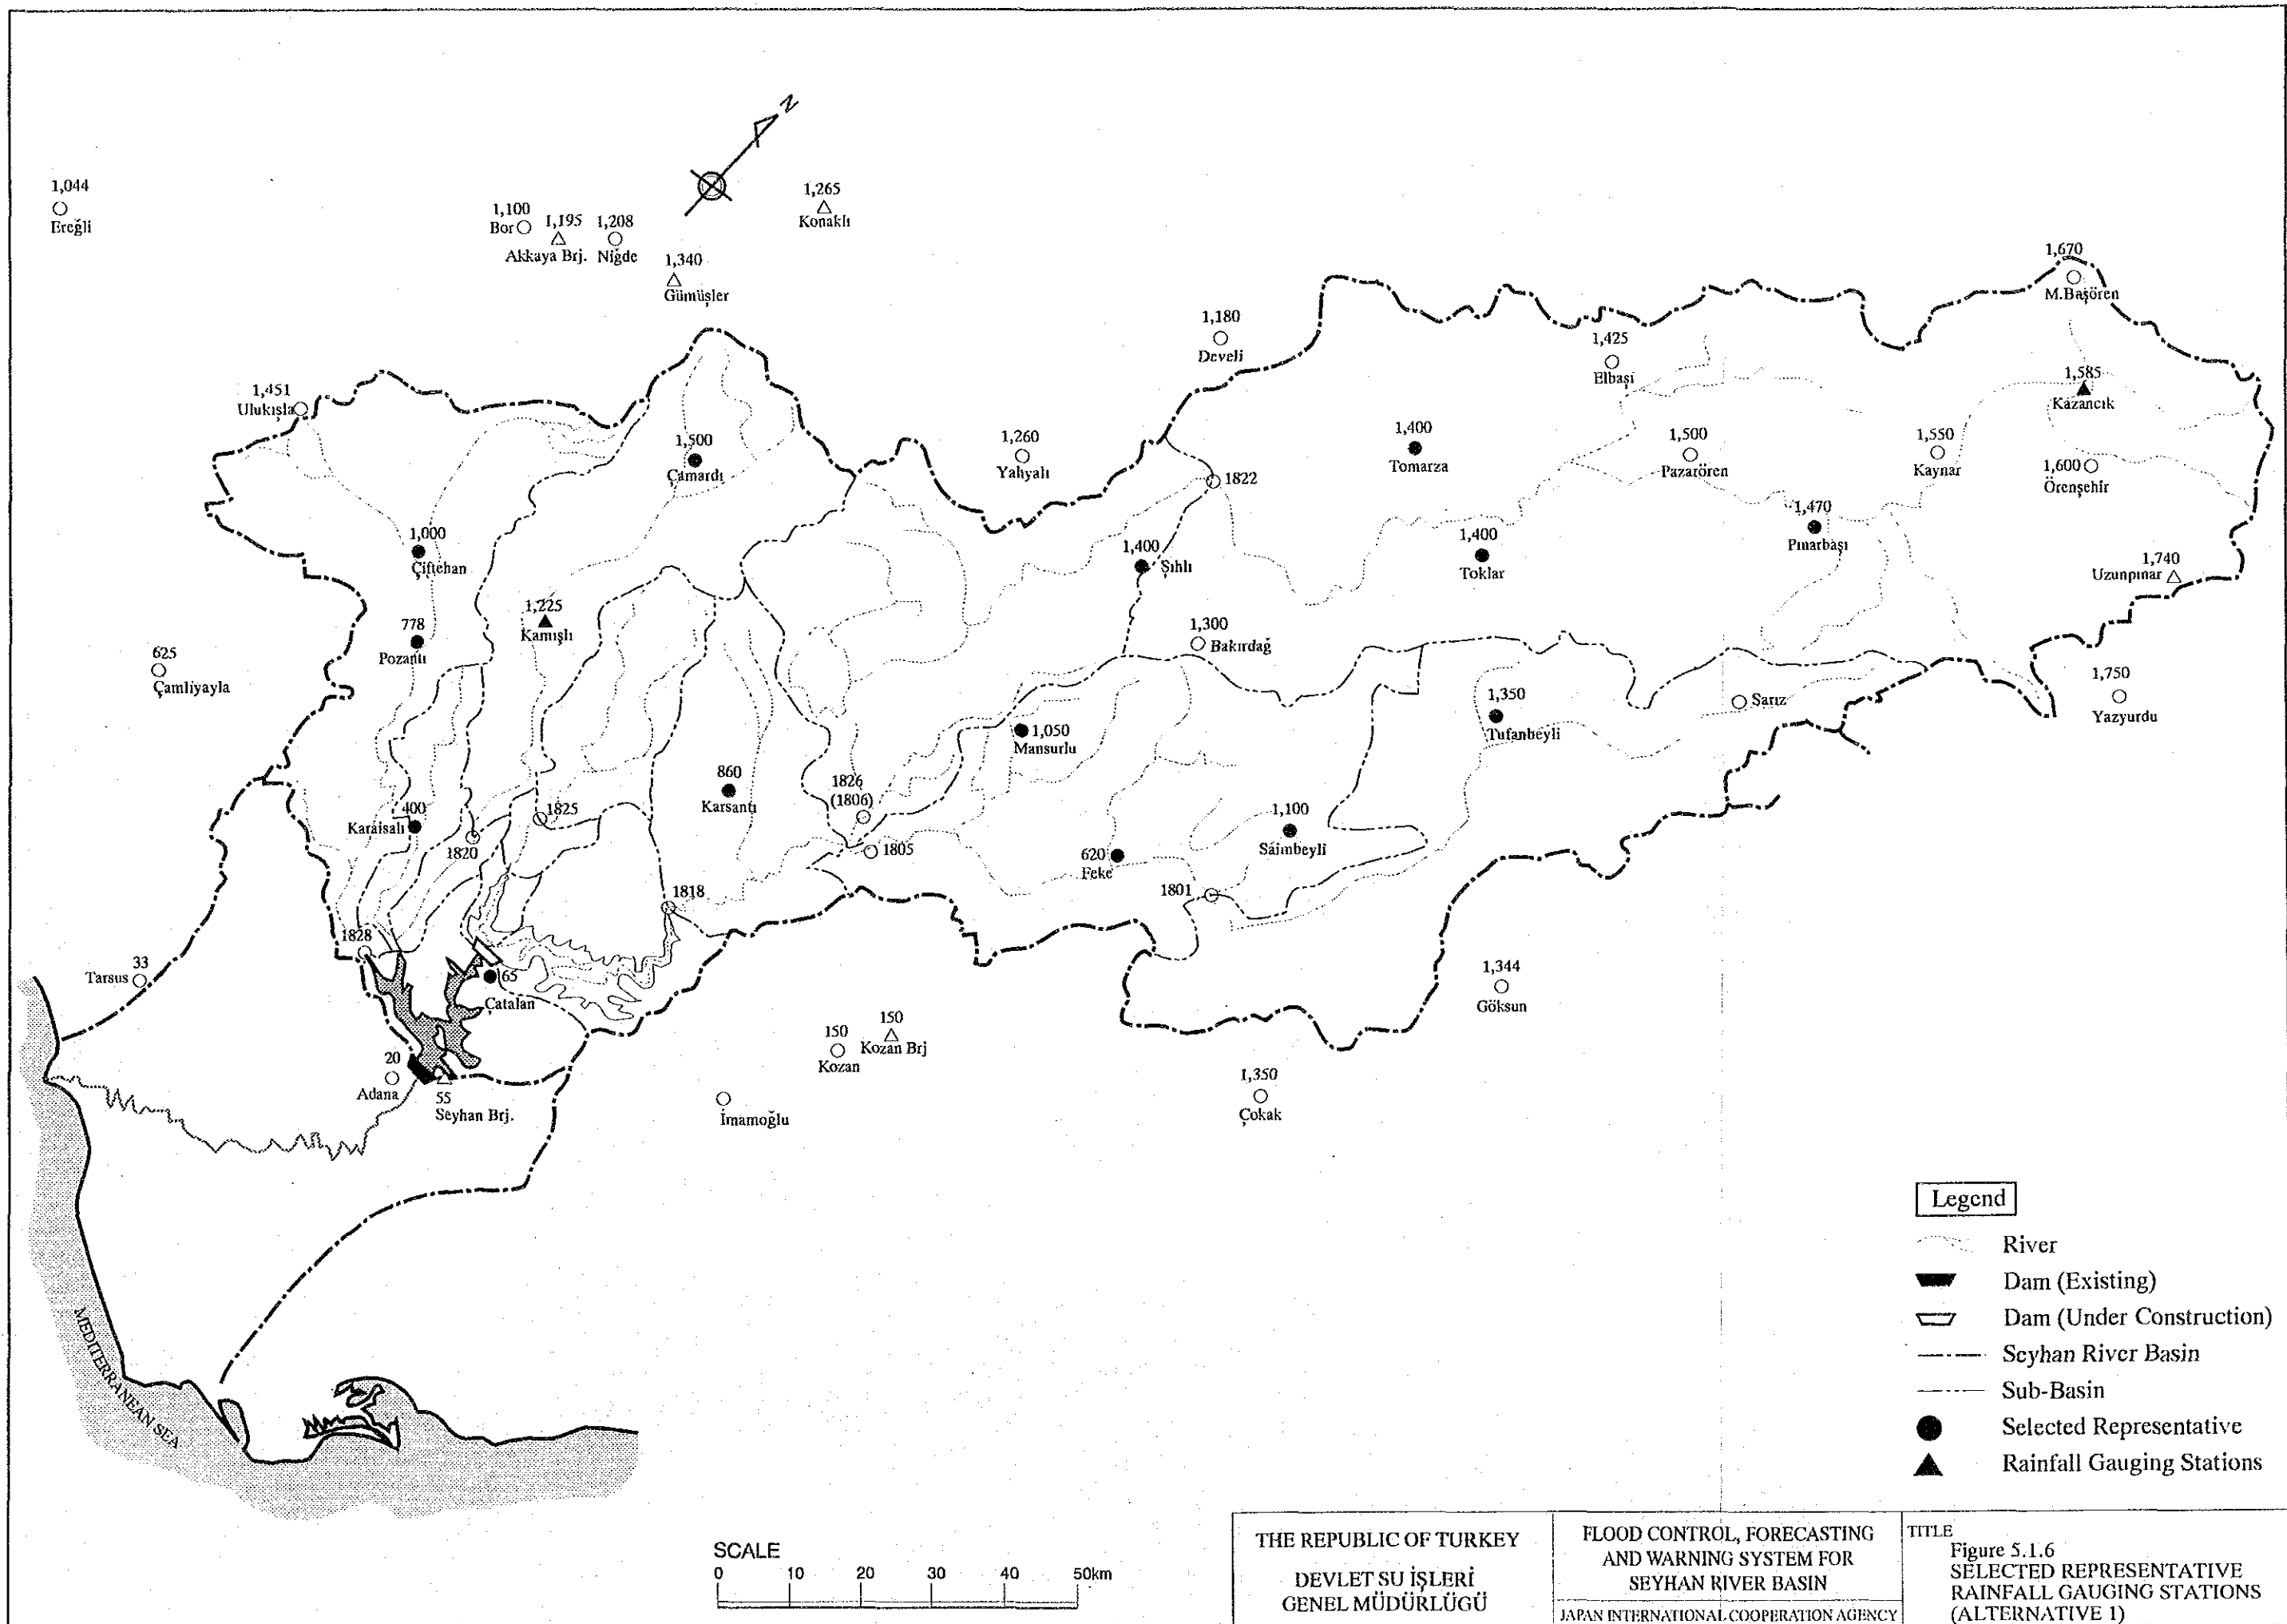 N
1,044
Ereğli
1,100
Bor
1,195
Akkaya Brj.
1,208
Niğde
1,265
Konaklı
1,340
Gümüşler
1,670
M.Başören
1,180
Develi
1,425
Elbaşi
1,451
Ulukışla
1,585
Kazancık
1,500
Çamardı
1,260
Yahyalı
1,400
Tomarza
1,500
Pazarören
1,550
Kaynar
1,600
Örenşehir
1822
1,000
Çiftehan
1,400
Şıhlı
1,400
Toklar
1,470
Pınarbaşı
1,740
Uzunpınar
1,225
Kamışlı
778
Pozantı
1,300
Bakırdağ
625
Çamliyayla
1,050
Mansurlu
1,350
Tufanbeyli
Sarız
1,750
Yazyurdu
860
Karsantı
1826
(1806)
400
Karaisalı
1825
1820
1805
1,100
Saimbeyli
620
Feke
1801
1818
1828
33
Tarsus
65
Çatalan
1,344
Göksun
150
Kozan
150
Kozan Brj
20
Adana
55
Seyhan Brj.
İmamoğlu
1,350
Çokak
MEDITERRANEAN SEA
Legend
River
Dam (Existing)
Dam (Under Construction)
Seyhan River Basin
Sub-Basin
Selected Representative
Rainfall Gauging Stations
SCALE
0 10 20 30 40 50km
THE REPUBLIC OF TURKEY
DEVLET SU İŞLERİ
GENEL MÜDÜRLÜGÜ
FLOOD CONTROL, FORECASTING
AND WARNING SYSTEM FOR
SEYHAN RIVER BASIN
JAPAN INTERNATIONAL COOPERATION AGENCY
TITLE
Figure 5.1.6
SELECTED REPRESENTATIVE
RAINFALL GAUGING STATIONS
(ALTERNATIVE 1)